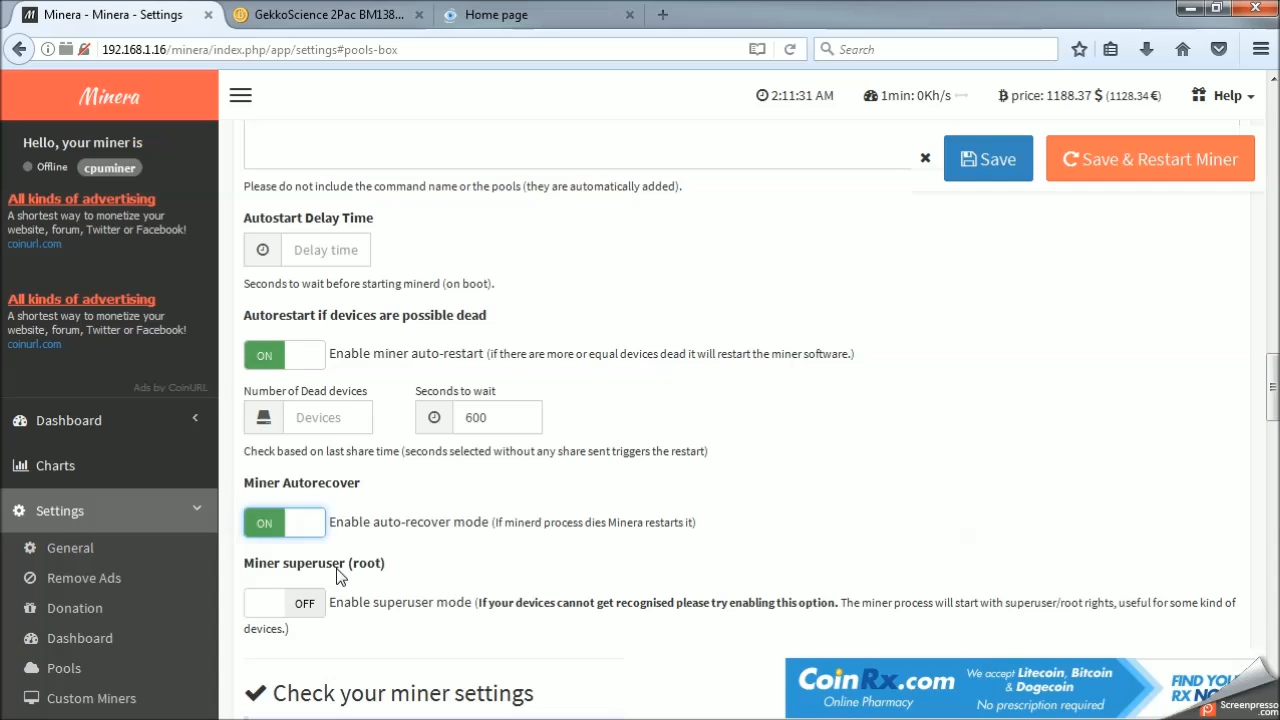 Minera - Minera - Settings
GekkoScience 2Pac BM138...
Home page
192.168.1.16/minera/index.php/app/settings#pools-box
Search
Minera
2:11:31 AM
1min: 0Kh/s
price: 1188.37 $ (1128.34 €)
Help
Hello, your miner is
Offline
cpuminer
All kinds of advertising
A shortest way to monetize your
website, forum, Twitter or Facebook!
coinurl.com
All kinds of advertising
A shortest way to monetize your
website, forum, Twitter or Facebook!
coinurl.com
Ads by CoinURL
Dashboard
Charts
Settings
General
Remove Ads
Donation
Dashboard
Pools
Custom Miners
Save
Save & Restart Miner
Please do not include the command name or the pools (they are automatically added).
Autostart Delay Time
Delay time
Seconds to wait before starting minerd (on boot).
Autorestart if devices are possible dead
ON
Enable miner auto-restart (if there are more or equal devices dead it will restart the miner software.)
Number of Dead devices
Seconds to wait
Devices
600
Check based on last share time (seconds selected without any share sent triggers the restart)
Miner Autorecover
ON
Enable auto-recover mode (If minerd process dies Minera restarts it)
Miner superuser (root)
OFF
Enable superuser mode (If your devices cannot get recognised please try enabling this option. The miner process will start with superuser/root rights, useful for some kind of
devices.)
Check your miner settings
CoinRx.com
Online Pharmacy
We accept Litecoin, Bitcoin
& Dogecoin
No prescription required
FIND YOU
RX NO
Screenpresso
.com